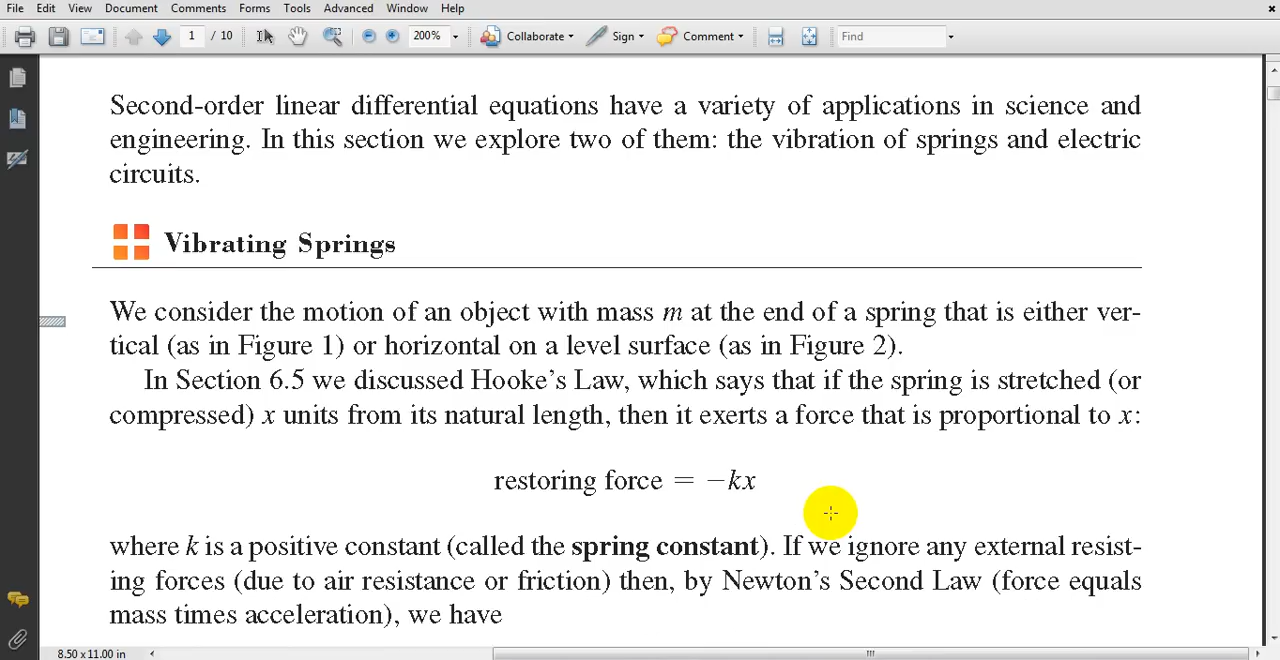 File Edit View Document Comments Forms Tools Advanced Window Help
1 / 10 200% Collaborate Sign Comment Find
Second-order linear differential equations have a variety of applications in science and
engineering. In this section we explore two of them: the vibration of springs and electric
circuits.
Vibrating Springs
We consider the motion of an object with mass m at the end of a spring that is either ver-
tical (as in Figure 1) or horizontal on a level surface (as in Figure 2).
In Section 6.5 we discussed Hooke's Law, which says that if the spring is stretched (or
compressed) x units from its natural length, then it exerts a force that is proportional to x:
restoring force = −kx
where k is a positive constant (called the spring constant). If we ignore any external resist-
ing forces (due to air resistance or friction) then, by Newton's Second Law (force equals
mass times acceleration), we have
8.50 x 11.00 in